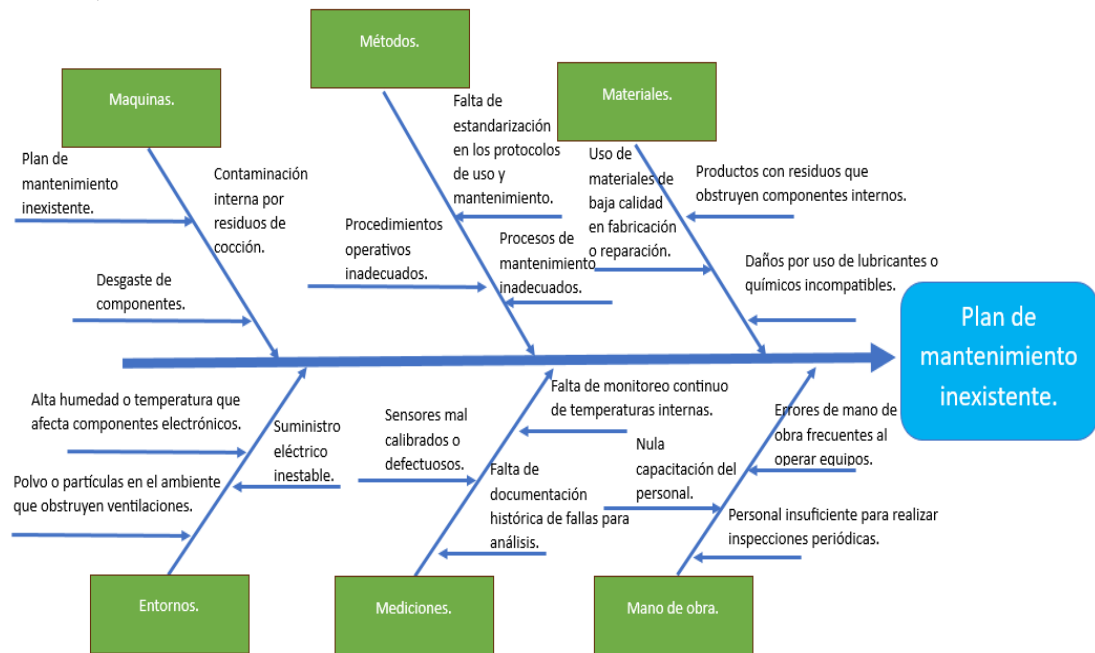 Métodos.
Maquinas.
Materiales.
Plan de
mantenimiento
inexistente.
Contaminación
interna por
residuos de
cocción.
Desgaste de
componentes.
Falta de
estandarización
en los protocolos
de uso y
mantenimiento.
Procedimientos
operativos
inadecuados.
Procesos de
mantenimiento
inadecuados.
Uso de
materiales de
baja calidad
en fabricación
o reparación.
Productos con residuos que
obstruyen componentes internos.
Daños por uso de lubricantes o
químicos incompatibles.
Plan de
mantenimiento
inexistente.
Alta humedad o temperatura que
afecta componentes electrónicos.
Suministro
eléctrico
inestable.
Polvo o partículas en el ambiente
que obstruyen ventilaciones.
Sensores mal
calibrados o
defectuosos.
Falta de monitoreo continuo
de temperaturas internas.
Falta de
documentación
histórica de fallas para
análisis.
Nula
capacitación del
personal.
Errores de mano de
obra frecuentes al
operar equipos.
Personal insuficiente para realizar
inspecciones periódicas.
Entornos.
Mediciones.
Mano de obra.